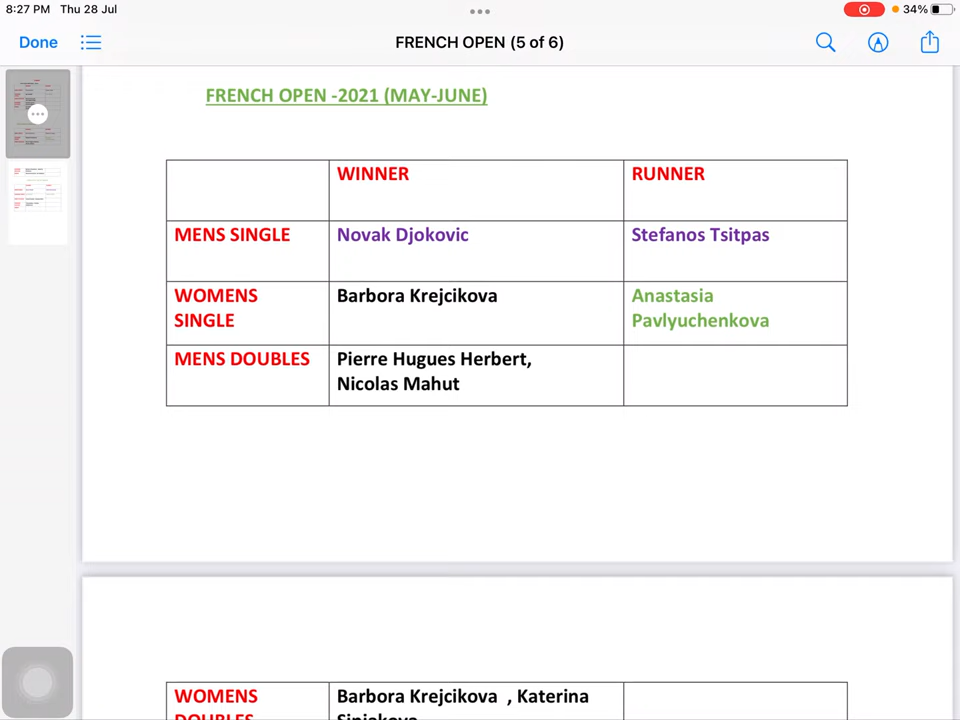 8:27 PM Thu 28 Jul
34%
Done
FRENCH OPEN (5 of 6)
FRENCH OPEN -2021 (MAY-JUNE)
WINNER RUNNER
MENS SINGLE Novak Djokovic Stefanos Tsitpas
WOMENS SINGLE Barbora Krejcikova Anastasia Pavlyuchenkova
MENS DOUBLES Pierre Hugues Herbert, Nicolas Mahut
WOMENS DOUBLES Barbora Krejcikova , Katerina Siniakova